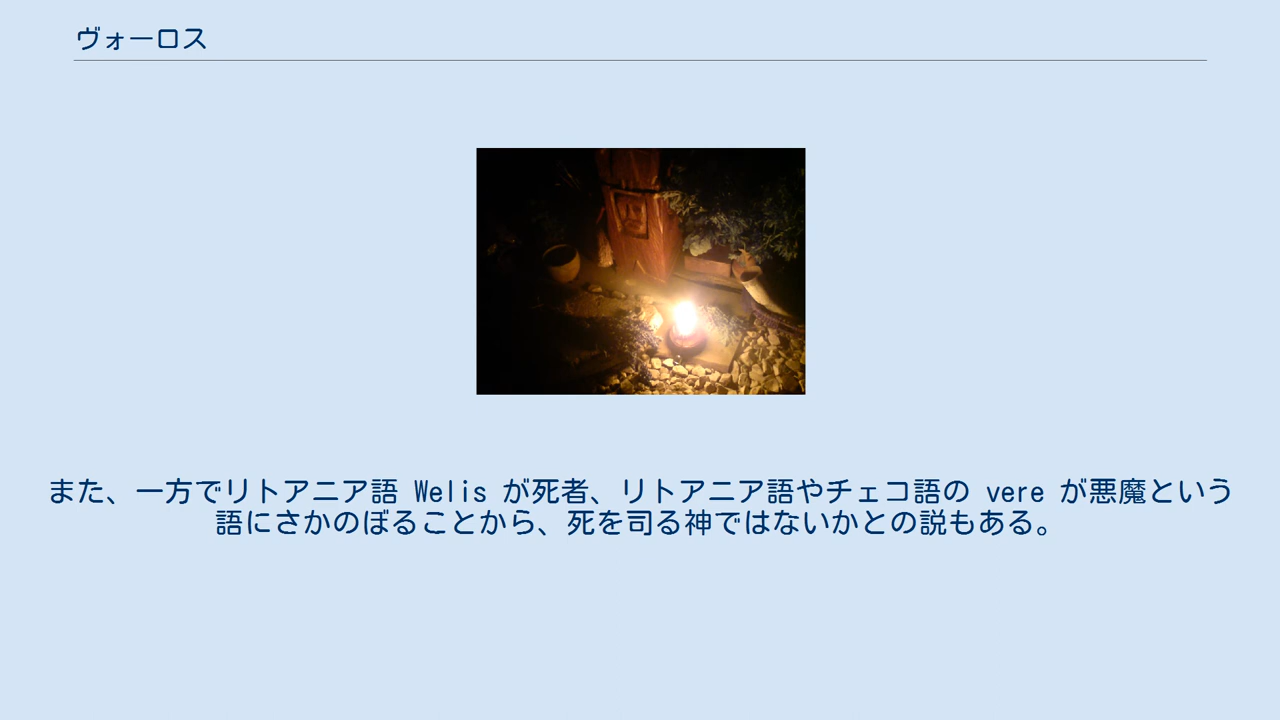 ヴォーロス
また、一方でリトアニア語 Welis が死者、リトアニア語やチェコ語の vere が悪魔という
語にさかのぼることから、死を司る神ではないかとの説もある。